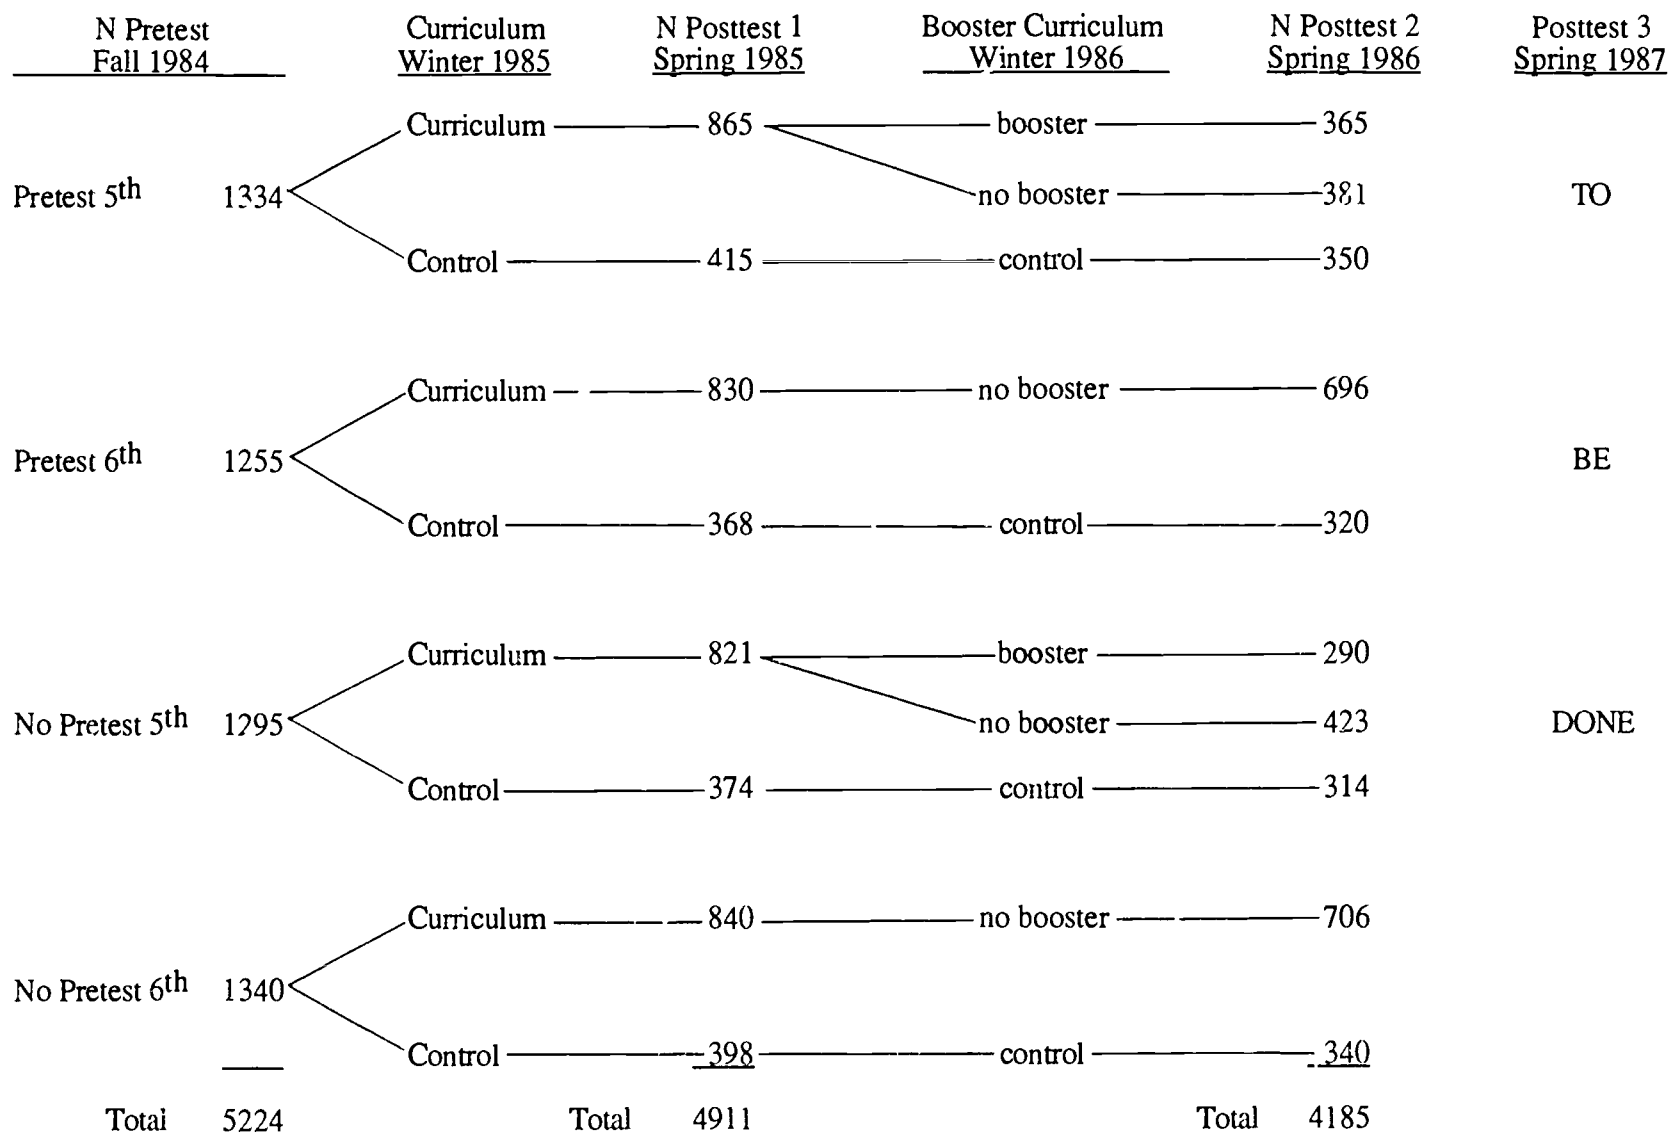 N Pretest Curriculum N Posttest 1 Booster Curriculum N Posttest 2 Posttest 3
Fall 1984 Winter 1985 Spring 1985 Winter 1986 Spring 1986 Spring 1987
Curriculum 865 booster 365
Pretest 5th 1334 no booster 381 TO
Control 415 control 350
Curriculum 830 no booster 696
Pretest 6th 1255 BE
Control 368 control 320
Curriculum 821 booster 290
No Pretest 5th 1295 no booster 423 DONE
Control 374 control 314
Curriculum 840 no booster 706
No Pretest 6th 1340
Control 398 control 340
Total 5224 Total 4911 Total 4185